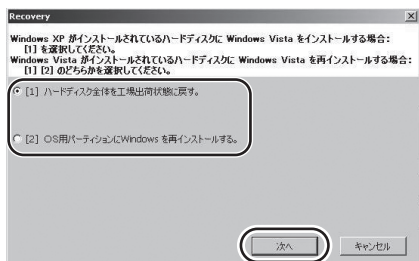 Recovery
Windows XP がインストールされているハードディスクに Windows Vista をインストールする場合:
[1] を選択してください。
Windows Vista がインストールされているハードディスクに Windows Vista を再インストールする場合:
[1] [2] のどちらかを選択してください。
[1] ハードディスク全体を工場出荷状態に戻す。
[2] OS用パーティションにWindows を再インストールする。
次へ
キャンセル